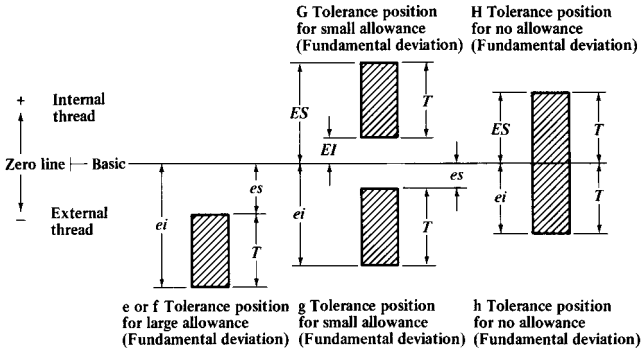 G Tolerance position
for small allowance
(Fundamental deviation)
H Tolerance position
for no allowance
(Fundamental deviation)
+ Internal
thread
ES
T
ES
T
EI
Zero line
Basic
es
es
ei
ei
ei
T
T
T
− External
thread
e or f Tolerance position
for large allowance
(Fundamental deviation)
g Tolerance position
for small allowance
(Fundamental deviation)
h Tolerance position
for no allowance
(Fundamental deviation)